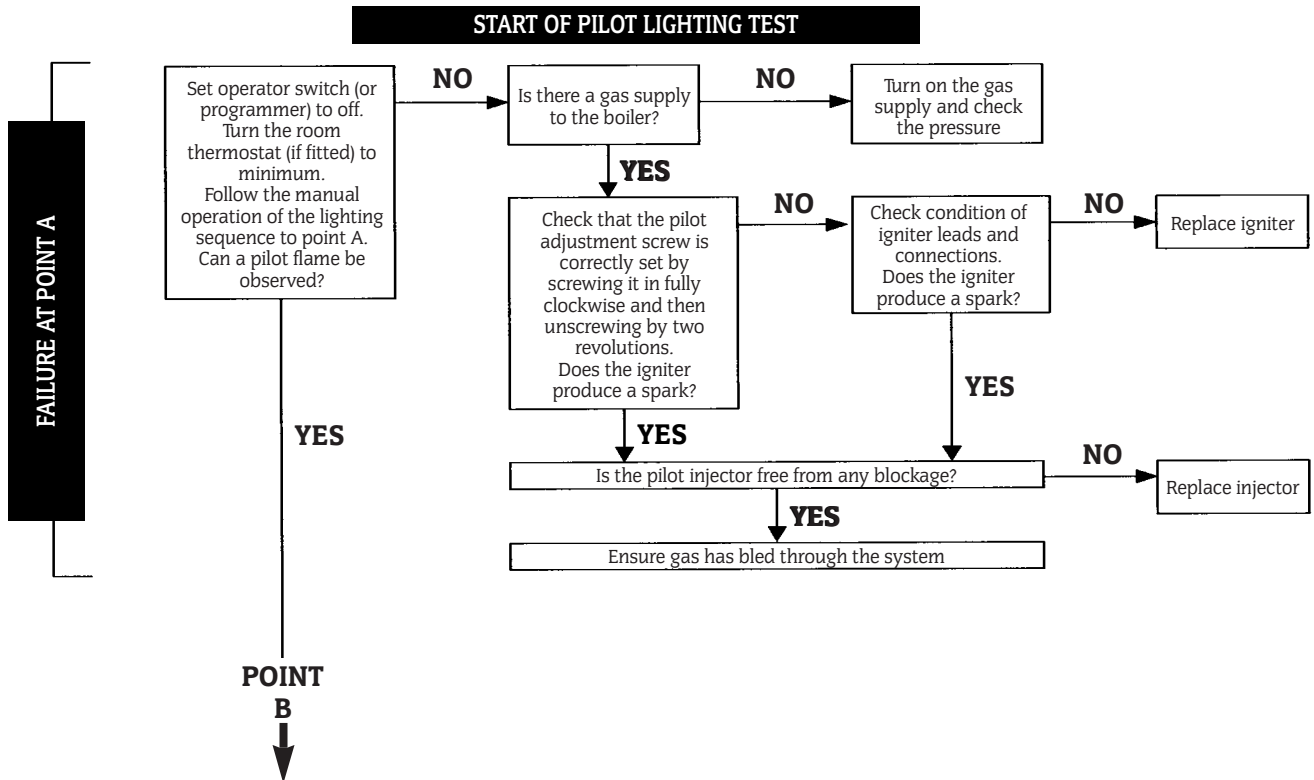 START OF PILOT LIGHTING TEST
FAILURE AT POINT A
Set operator switch (or
programmer) to off.
Turn the room
thermostat (if fitted) to
minimum.
Follow the manual
operation of the lighting
sequence to point A.
Can a pilot flame be
observed?
NO
Is there a gas supply
to the boiler?
NO
Turn on the gas
supply and check
the pressure
YES
Check that the pilot
adjustment screw is
correctly set by
screwing it in fully
clockwise and then
unscrewing by two
revolutions.
Does the igniter
produce a spark?
NO
Check condition of
igniter leads and
connections.
Does the igniter
produce a spark?
NO
Replace igniter
YES
YES
YES
Is the pilot injector free from any blockage?
NO
Replace injector
YES
Ensure gas has bled through the system
POINT
B